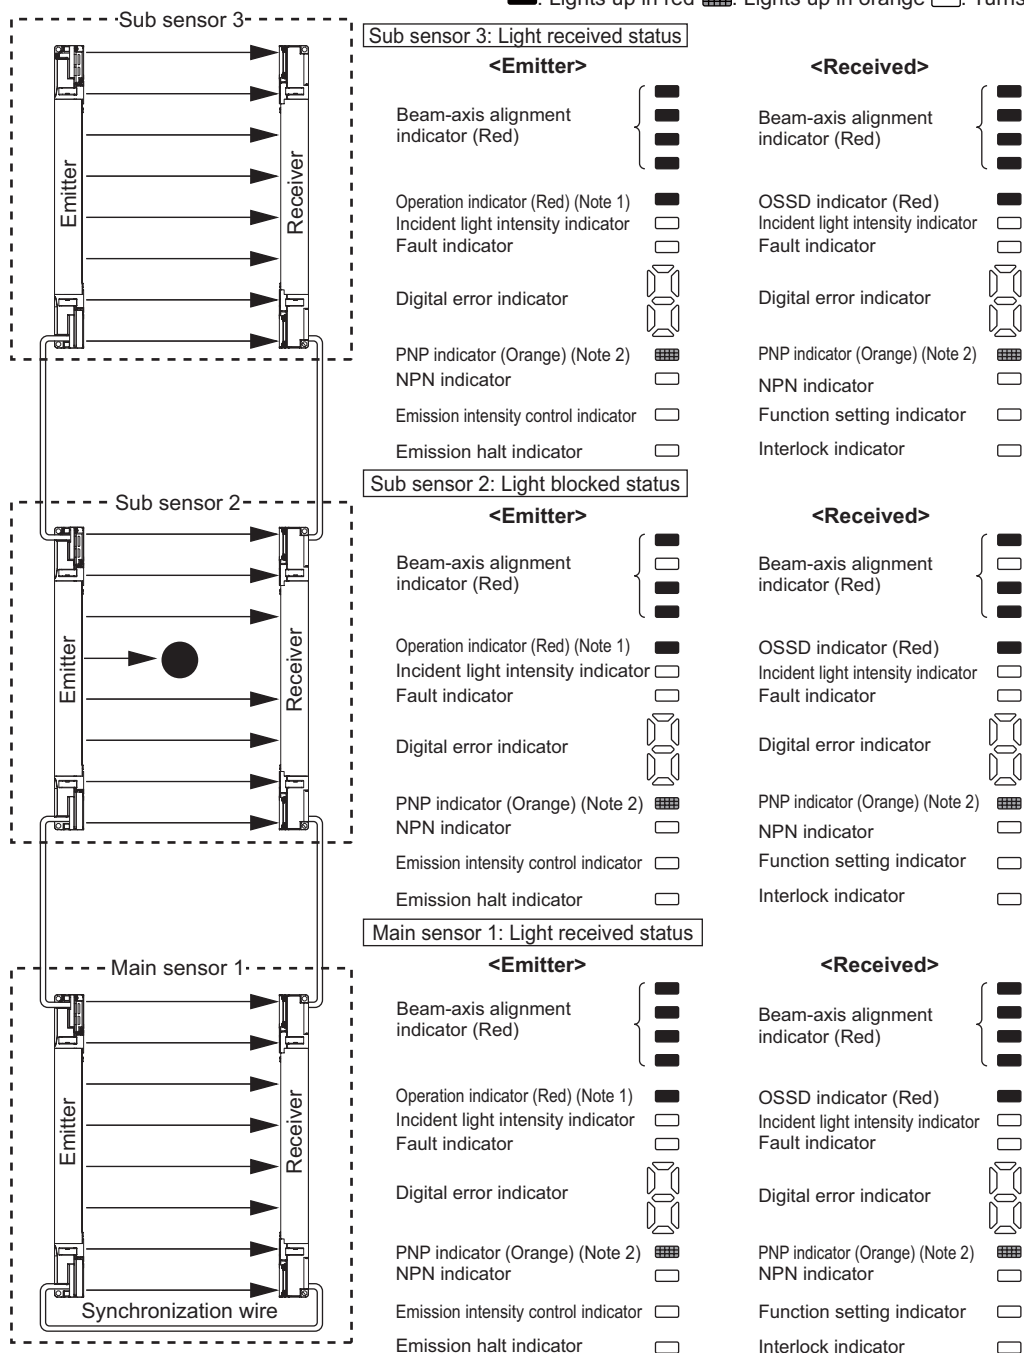 : Lights up in red : Lights up in orange : Turns
Sub sensor 3
Emitter
Receiver
Sub sensor 3: Light received status
<Emitter>
Beam-axis alignment
indicator (Red)
Operation indicator (Red) (Note 1)
Incident light intensity indicator
Fault indicator
Digital error indicator
PNP indicator (Orange) (Note 2)
NPN indicator
Emission intensity control indicator
Emission halt indicator
<Received>
Beam-axis alignment
indicator (Red)
OSSD indicator (Red)
Incident light intensity indicator
Fault indicator
Digital error indicator
PNP indicator (Orange) (Note 2)
NPN indicator
Function setting indicator
Interlock indicator
Sub sensor 2
Emitter
Receiver
Sub sensor 2: Light blocked status
<Emitter>
Beam-axis alignment
indicator (Red)
Operation indicator (Red) (Note 1)
Incident light intensity indicator
Fault indicator
Digital error indicator
PNP indicator (Orange) (Note 2)
NPN indicator
Emission intensity control indicator
Emission halt indicator
<Received>
Beam-axis alignment
indicator (Red)
OSSD indicator (Red)
Incident light intensity indicator
Fault indicator
Digital error indicator
PNP indicator (Orange) (Note 2)
NPN indicator
Function setting indicator
Interlock indicator
Main sensor 1
Emitter
Receiver
Synchronization wire
Main sensor 1: Light received status
<Emitter>
Beam-axis alignment
indicator (Red)
Operation indicator (Red) (Note 1)
Incident light intensity indicator
Fault indicator
Digital error indicator
PNP indicator (Orange) (Note 2)
NPN indicator
Emission intensity control indicator
Emission halt indicator
<Received>
Beam-axis alignment
indicator (Red)
OSSD indicator (Red)
Incident light intensity indicator
Fault indicator
Digital error indicator
PNP indicator (Orange) (Note 2)
NPN indicator
Function setting indicator
Interlock indicator